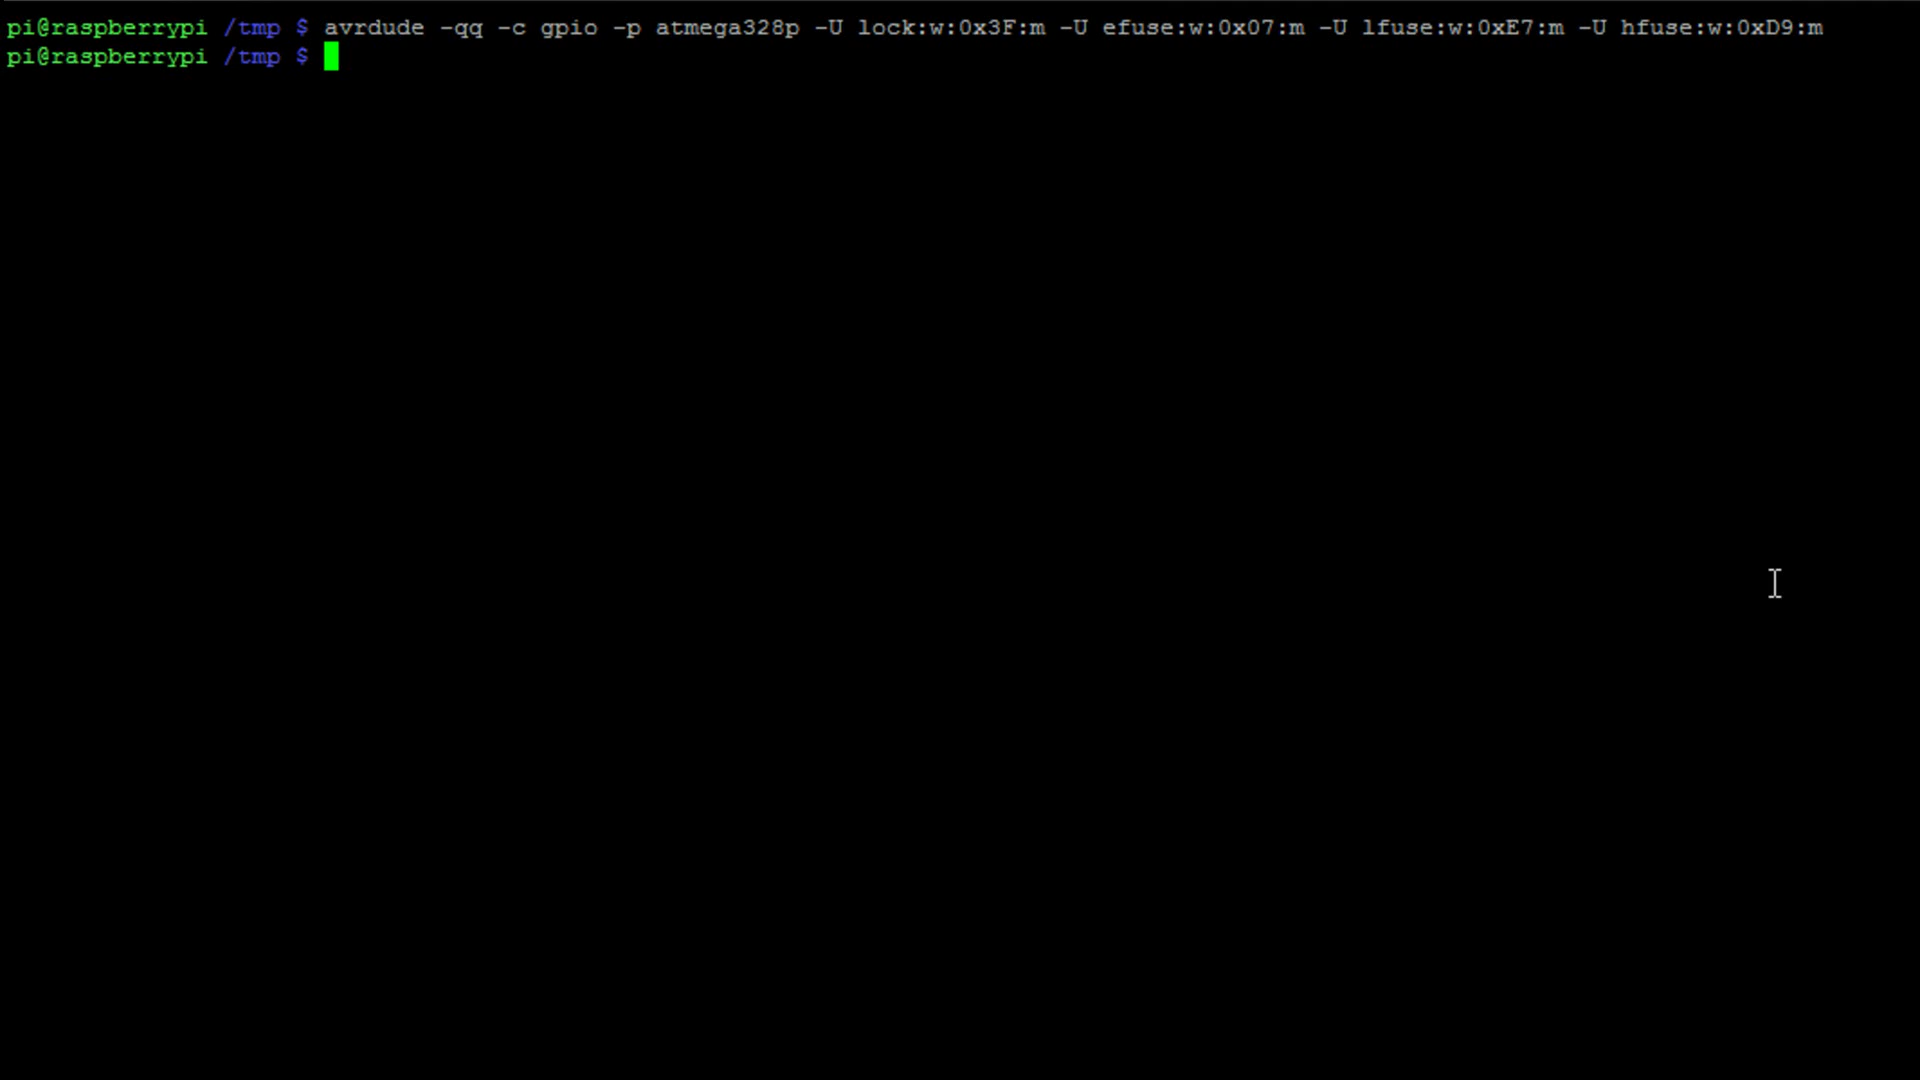 pi@raspberrypi /tmp $ avrdude -qq -c gpio -p atmega328p -U lock:w:0x3F:m -U efuse:w:0x07:m -U lfuse:w:0xE7:m -U hfuse:w:0xD9:m
pi@raspberrypi /tmp $